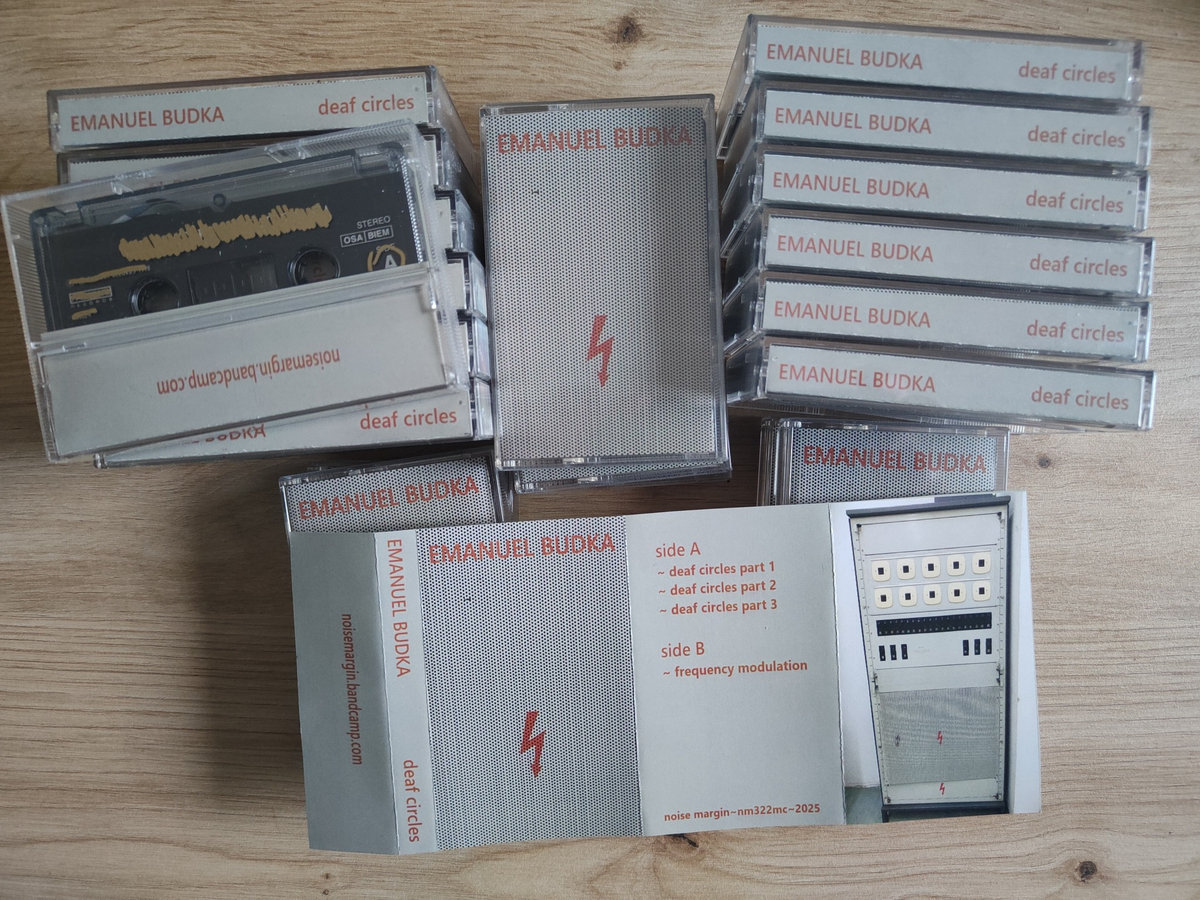 EMANUEL BUDKA
deaf circles
STEREO
OSA BIEM
A
noisemargin.bandcamp.com
BUDKA
deaf circles
EMANUEL BUDKA
EMANUEL BUDKA
deaf circles
EMANUEL BUDKA
deaf circles
EMANUEL BUDKA
deaf circles
EMANUEL BUDKA
deaf circles
EMANUEL BUDKA
deaf circles
EMANUEL BUDKA
deaf circles
EMANUEL BUDKA
EMANUEL BUDKA
noisemargin.bandcamp.com
EMANUEL BUDKA
deaf circles
EMANUEL BUDKA
side A
~ deaf circles part 1
~ deaf circles part 2
~ deaf circles part 3
side B
~ frequency modulation
noise margin~nm322mc~2025